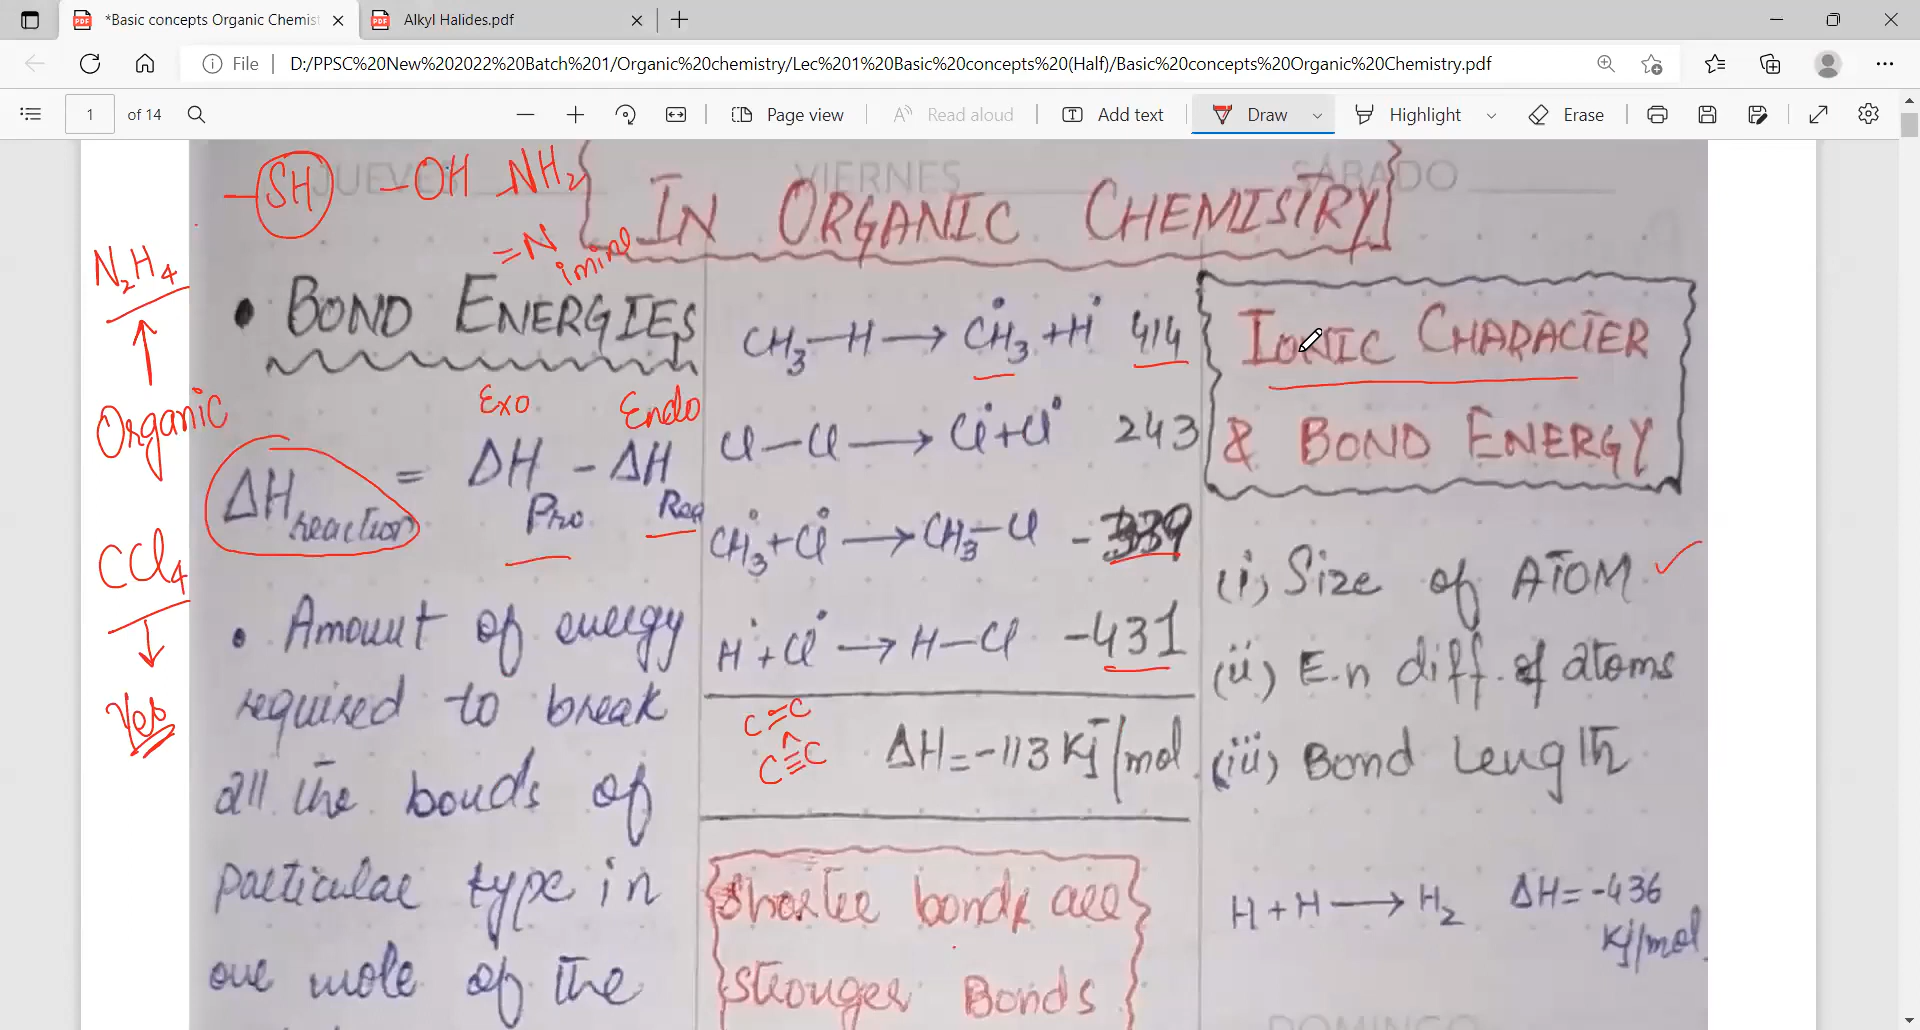 *Basic concepts Organic Chemist
Alkyl Halides.pdf
File
D:/PPSC%20New%202022%20Batch%201/Organic%20chemistry/Lec%201%20Basic%20concepts%20(Half)/Basic%20concepts%20Organic%20Chemistry.pdf
1 of 14
Page view
Read aloud
Add text
Draw
Highlight
Erase
JUEVES
VIERNES
SÁBADO
-SH -OH -NH2
=N imine
IN ORGANIC CHEMISTRY
N2H4
Organic
CCl4
Yes
• BOND ENERGIES
Exo Endo
ΔH reaction = ΔH Pro - ΔH Rea
• Amount of energy
required to break
all the bonds of
particular type in
one mole of the
CH3—H → CH3 + H 414
Cl—Cl → Cl + Cl 243
CH3 + Cl → CH3—Cl -339
H + Cl → H—Cl -431
C=C
C≡C
ΔH = -113 KJ/mol.
Shorter bonds are
stronger Bonds
IONIC CHARACTER
& BOND ENERGY
(i) Size of ATOM
(ii) E.n diff. of atoms
(iii) Bond Length
H + H → H2 ΔH = -436
KJ/mol.
DOMINGO